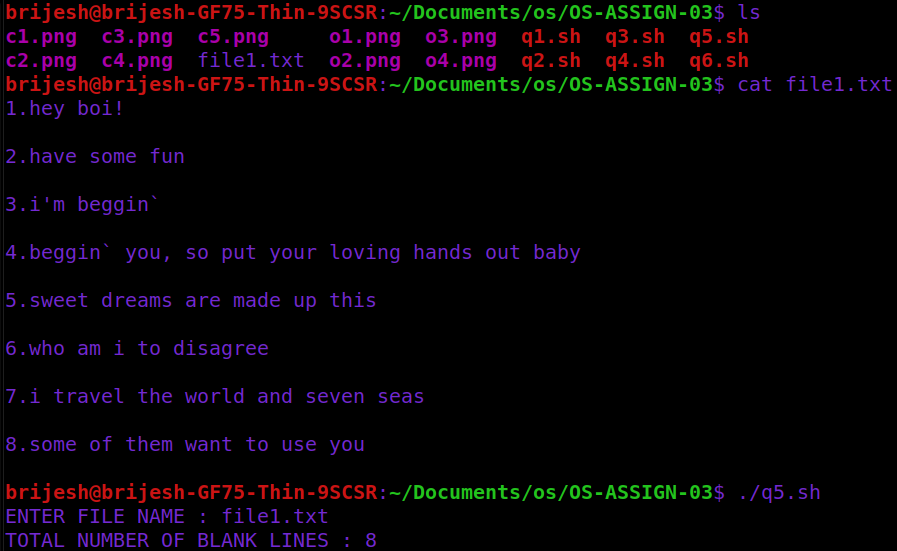 brijesh@brijesh-GF75-Thin-9SCSR:~/Documents/os/OS-ASSIGN-03$ ls
c1.png  c3.png  c5.png     o1.png  o3.png  q1.sh  q3.sh  q5.sh
c2.png  c4.png  file1.txt  o2.png  o4.png  q2.sh  q4.sh  q6.sh
brijesh@brijesh-GF75-Thin-9SCSR:~/Documents/os/OS-ASSIGN-03$ cat file1.txt
1.hey boi!
2.have some fun
3.i'm beggin`
4.beggin` you, so put your loving hands out baby
5.sweet dreams are made up this
6.who am i to disagree
7.i travel the world and seven seas
8.some of them want to use you
brijesh@brijesh-GF75-Thin-9SCSR:~/Documents/os/OS-ASSIGN-03$ ./q5.sh
ENTER FILE NAME : file1.txt
TOTAL NUMBER OF BLANK LINES : 8